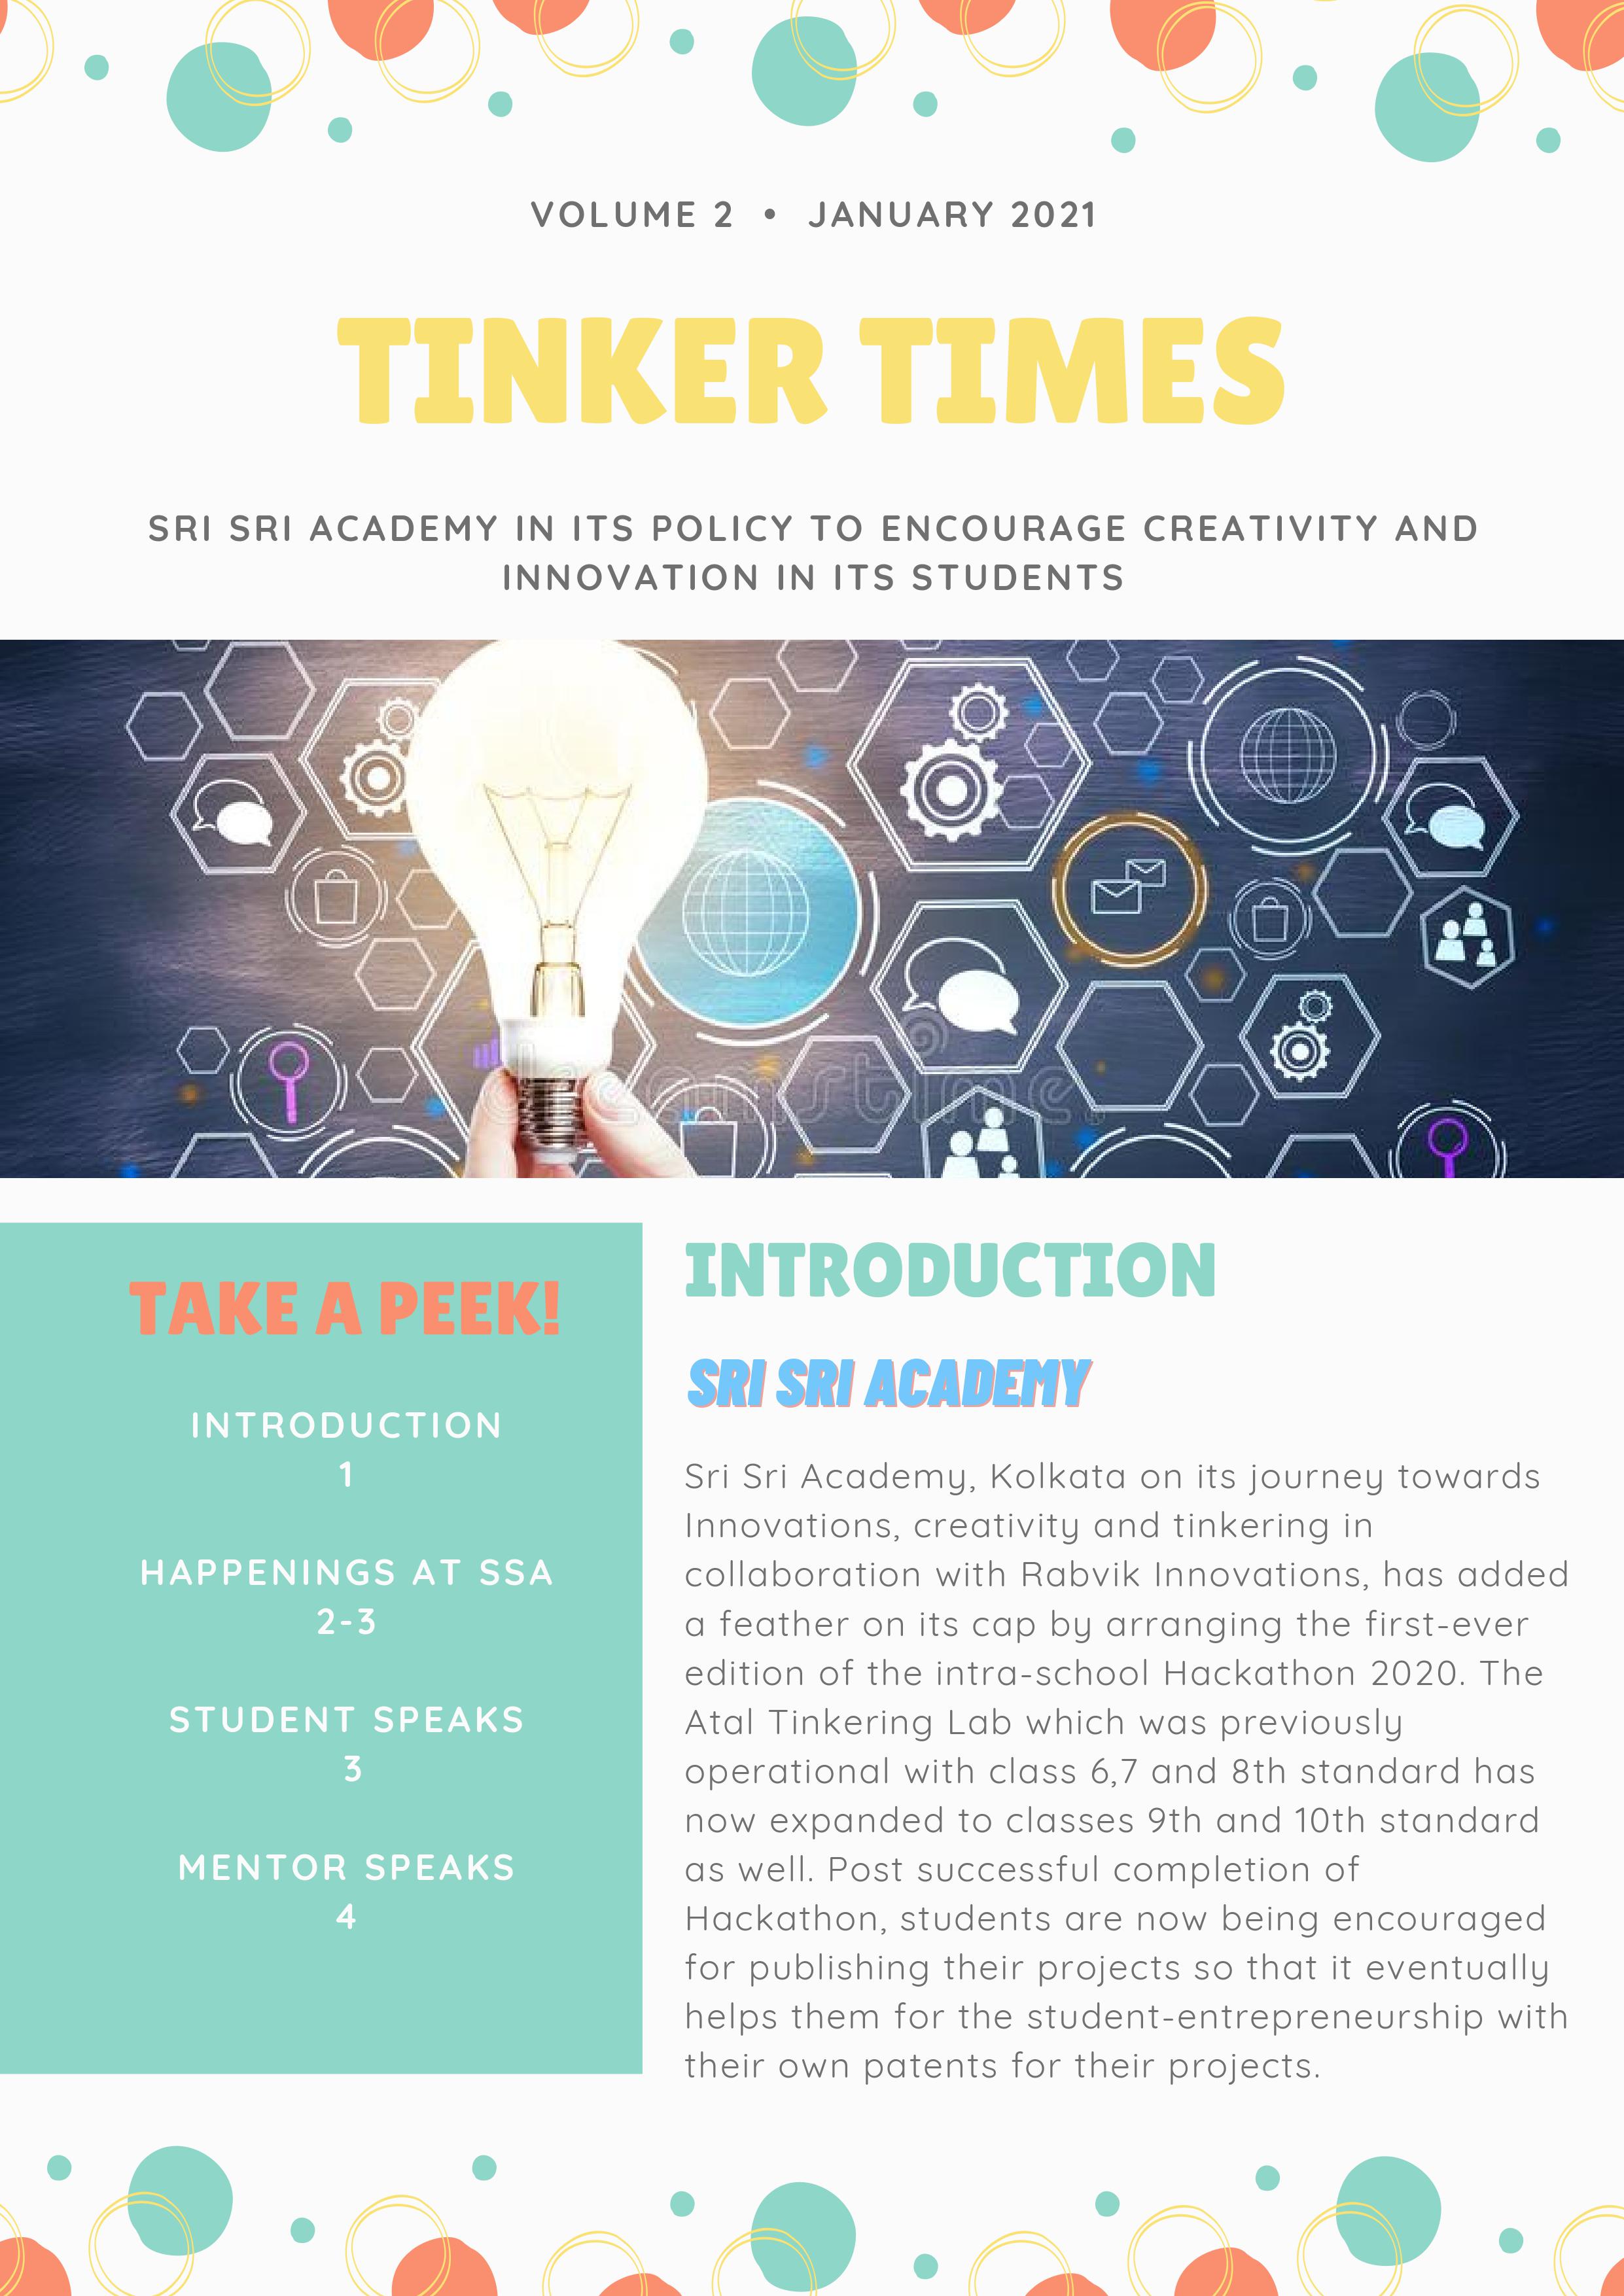 VOLUME 2 • JANUARY 2021
TINKER TIMES
SRI SRI ACADEMY IN ITS POLICY TO ENCOURAGE CREATIVITY AND
INNOVATION IN ITS STUDENTS
dreamstime.
TAKE A PEEK!
INTRODUCTION
1
HAPPENINGS AT SSA
2-3
STUDENT SPEAKS
3
MENTOR SPEAKS
4
INTRODUCTION
SRI SRI ACADEMY
Sri Sri Academy, Kolkata on its journey towards
Innovations, creativity and tinkering in
collaboration with Rabvik Innovations, has added
a feather on its cap by arranging the first-ever
edition of the intra-school Hackathon 2020. The
Atal Tinkering Lab which was previously
operational with class 6,7 and 8th standard has
now expanded to classes 9th and 10th standard
as well. Post successful completion of
Hackathon, students are now being encouraged
for publishing their projects so that it eventually
helps them for the student-entrepreneurship with
their own patents for their projects.